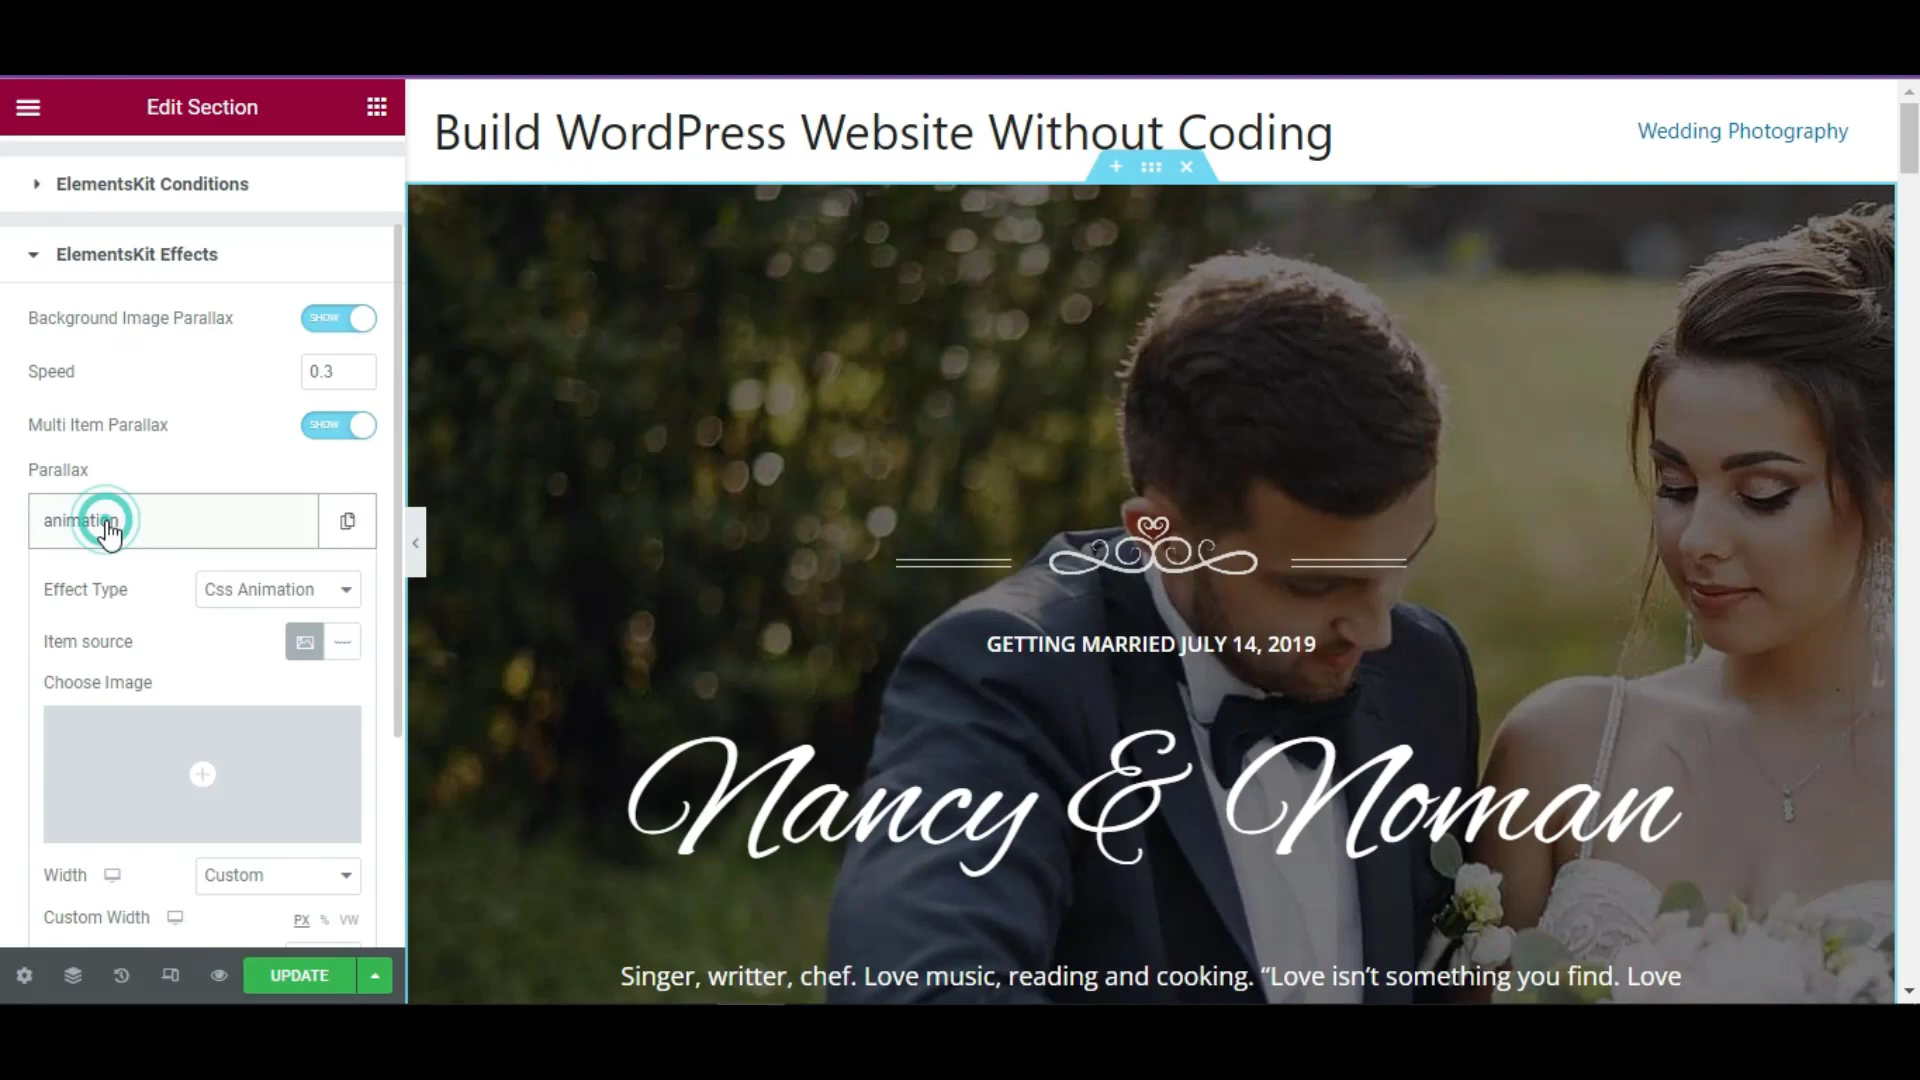 Edit Section
ElementsKit Conditions
ElementsKit Effects
Background Image Parallax
SHOW
Speed
0.3
Multi Item Parallax
SHOW
Parallax
animation
Effect Type
Css Animation
Item source
Choose Image
Width
Custom
Custom Width
PX % VW
UPDATE
Build WordPress Website Without Coding
Wedding Photography
GETTING MARRIED JULY 14, 2019
Nancy & Noman
Singer, writter, chef. Love music, reading and cooking. “Love isn’t something you find. Love